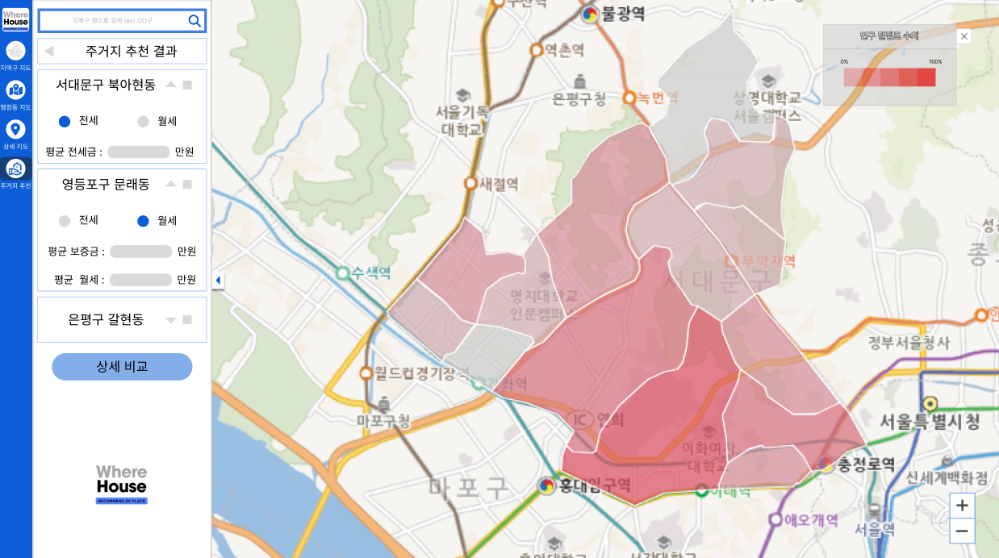 Where
House
지역구 지도
행정동 지도
상세 지도
주거지 추천
지역구 명으로 검색 (ex) OO구
주거지 추천 결과
서대문구 북아현동
전세
월세
평균 전세금 :
만원
영등포구 문래동
전세
월세
평균 보증금 :
만원
평균 월세 :
만원
은평구 갈현동
상세 비교
Where
House
RECOMMEND OF PLACE
불광역
역촌역
은평구청
녹번역
서울기독
대학교
상명대학교
서울캠퍼스
인구 밀집도 수치
0%
100%
새절역
수색역
명지대학교
인문캠퍼스
무악재역
서대문구
정부서울청사
월드컵경기장역
마포구청
IC 연희
서울특별시청
이화여자
대학교
충정로역
홍대입구역
마포구
이대역
신세계백화점
애오개역
서울역